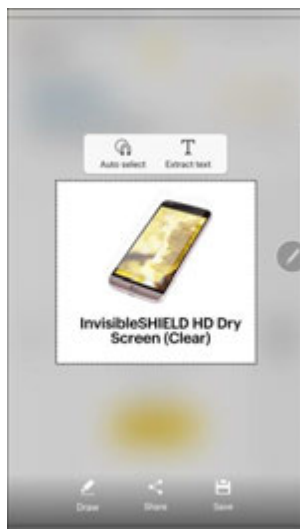 Auto select
Extract text
InvisibleSHIELD HD Dry
Screen (Clear)
Draw
Share
Save